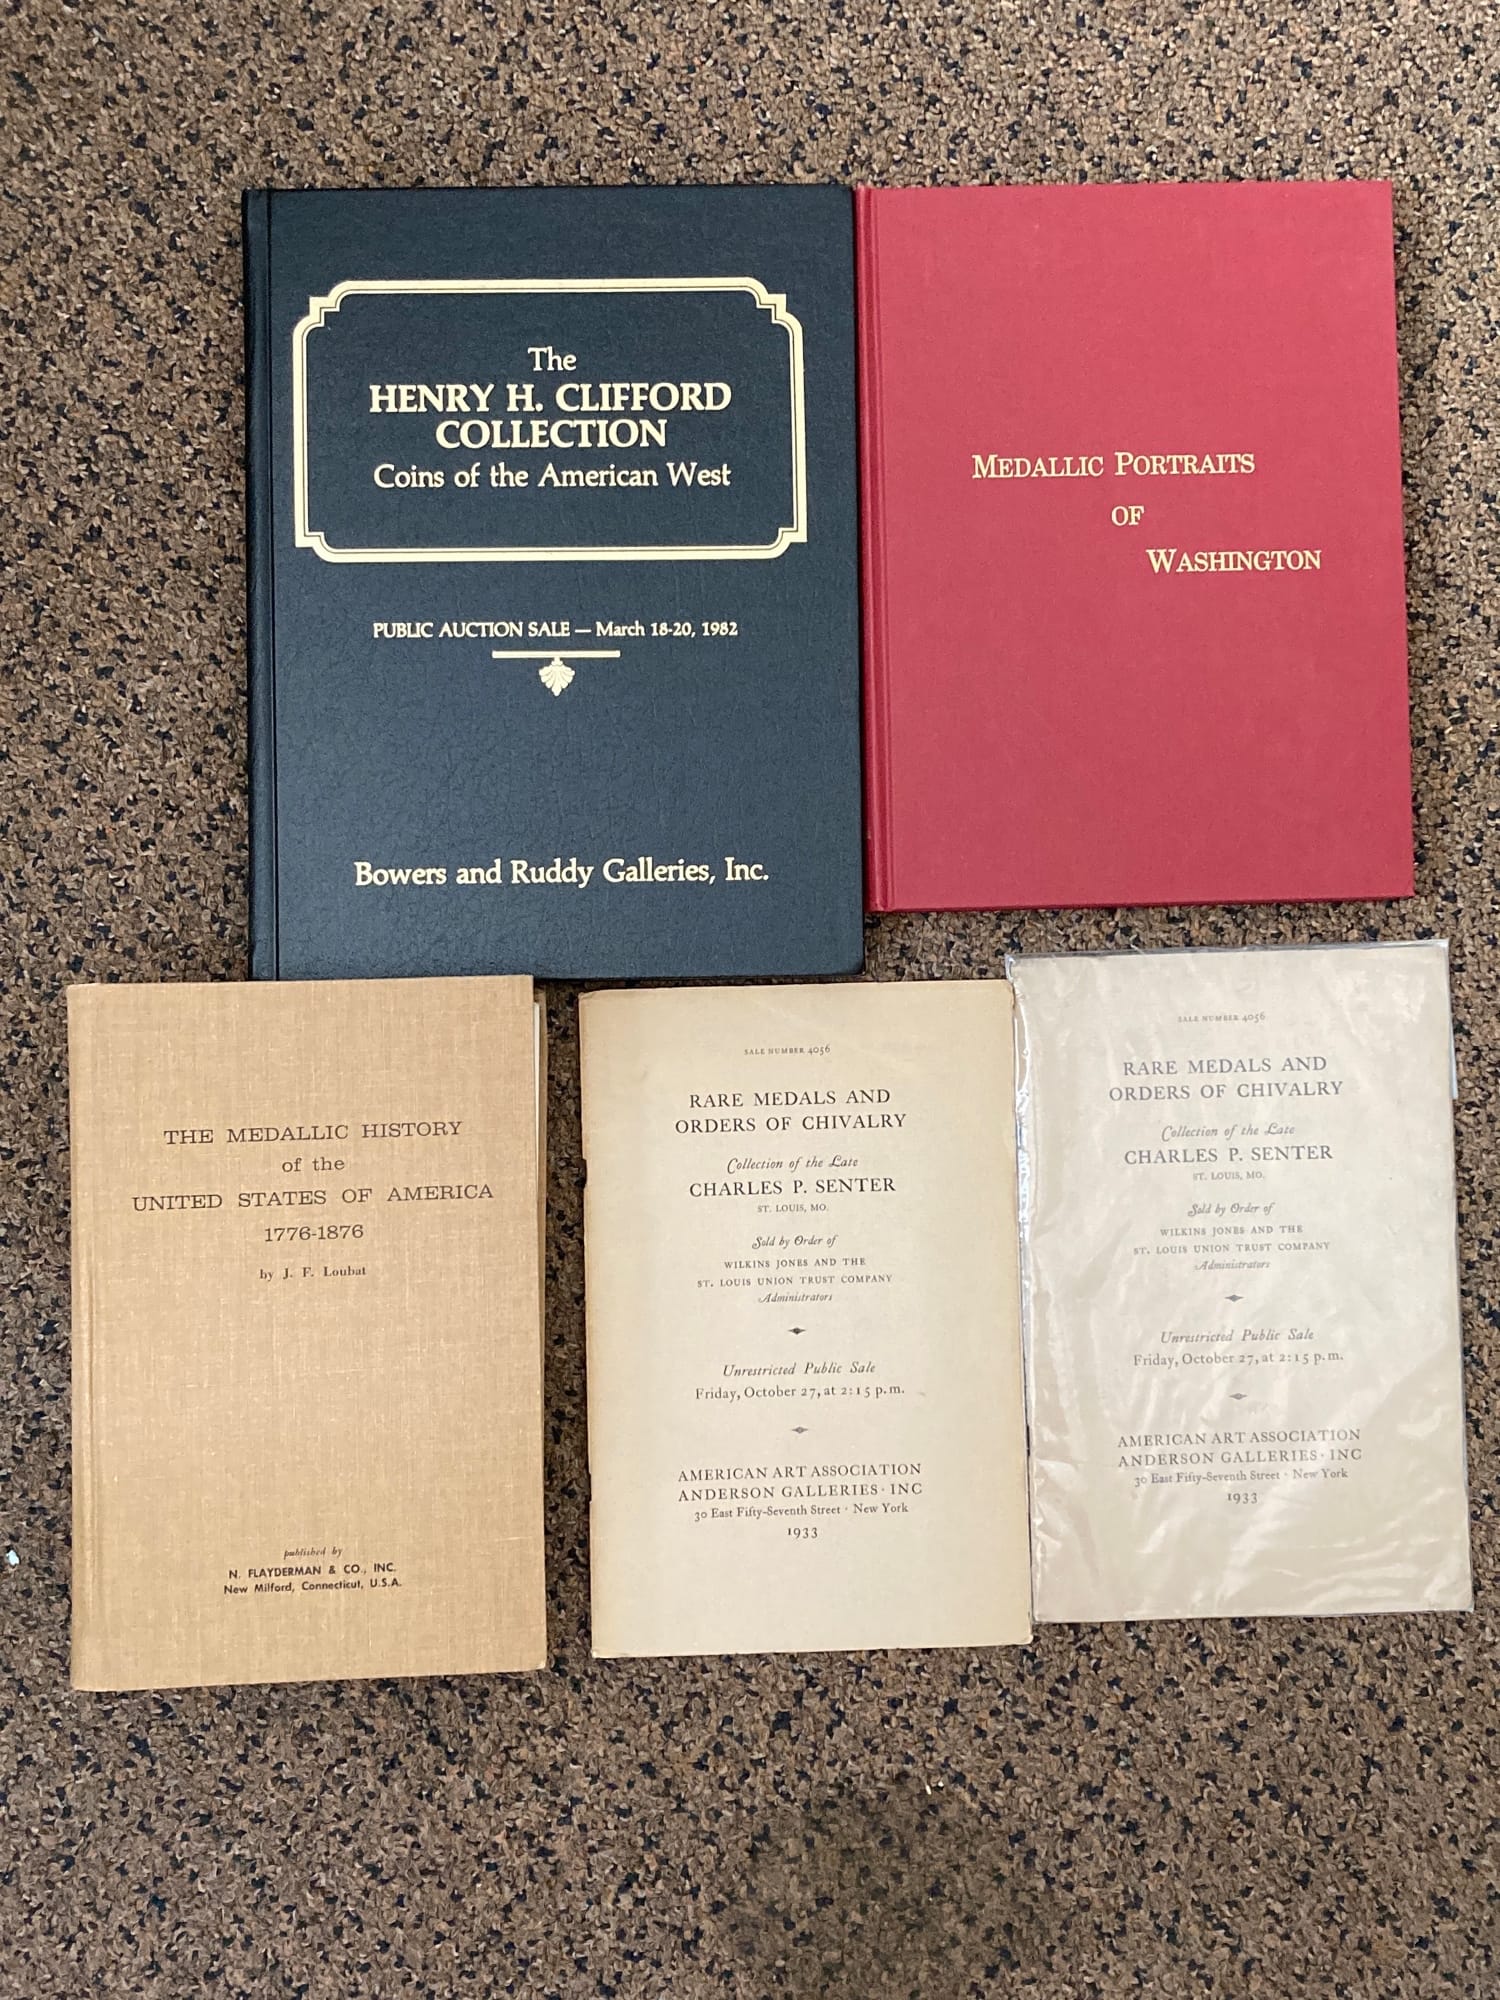 The
HENRY H. CLIFFORD
COLLECTION
Coins of the American West
PUBLIC AUCTION SALE — March 18-20, 1982
Bowers and Ruddy Galleries, Inc.
MEDALLIC PORTRAITS
OF
WASHINGTON
THE MEDALLIC HISTORY
of the
UNITED STATES OF AMERICA
1776-1876
by J. F. Loubat
published by
N. FLAYDERMAN & CO., INC.
New Milford, Connecticut, U.S.A.
SALE NUMBER 4056
RARE MEDALS AND
ORDERS OF CHIVALRY
Collection of the Late
CHARLES P. SENTER
ST. LOUIS, MO.
Sold by Order of
WILKINS JONES AND THE
ST. LOUIS UNION TRUST COMPANY
Administrators
Unrestricted Public Sale
Friday, October 27, at 2:15 p.m.
AMERICAN ART ASSOCIATION
ANDERSON GALLERIES · INC
30 East Fifty-Seventh Street · New York
1933
SALE NUMBER 4056
RARE MEDALS AND
ORDERS OF CHIVALRY
Collection of the Late
CHARLES P. SENTER
ST. LOUIS, MO.
Sold by Order of
WILKINS JONES AND THE
ST. LOUIS UNION TRUST COMPANY
Administrators
Unrestricted Public Sale
Friday, October 27, at 2:15 p.m.
AMERICAN ART ASSOCIATION
ANDERSON GALLERIES · INC
30 East Fifty-Seventh Street · New York
1933